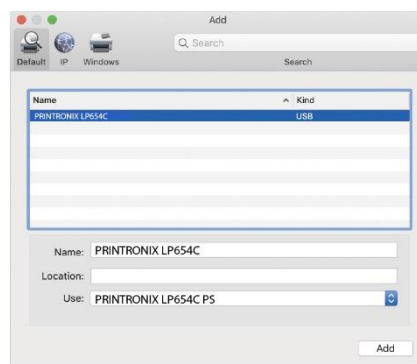 Add
Search
Default IP Windows Search
Name Kind
PRINTRONIX LP654C USB
Name: PRINTRONIX LP654C
Location:
Use: PRINTRONIX LP654C PS
Add